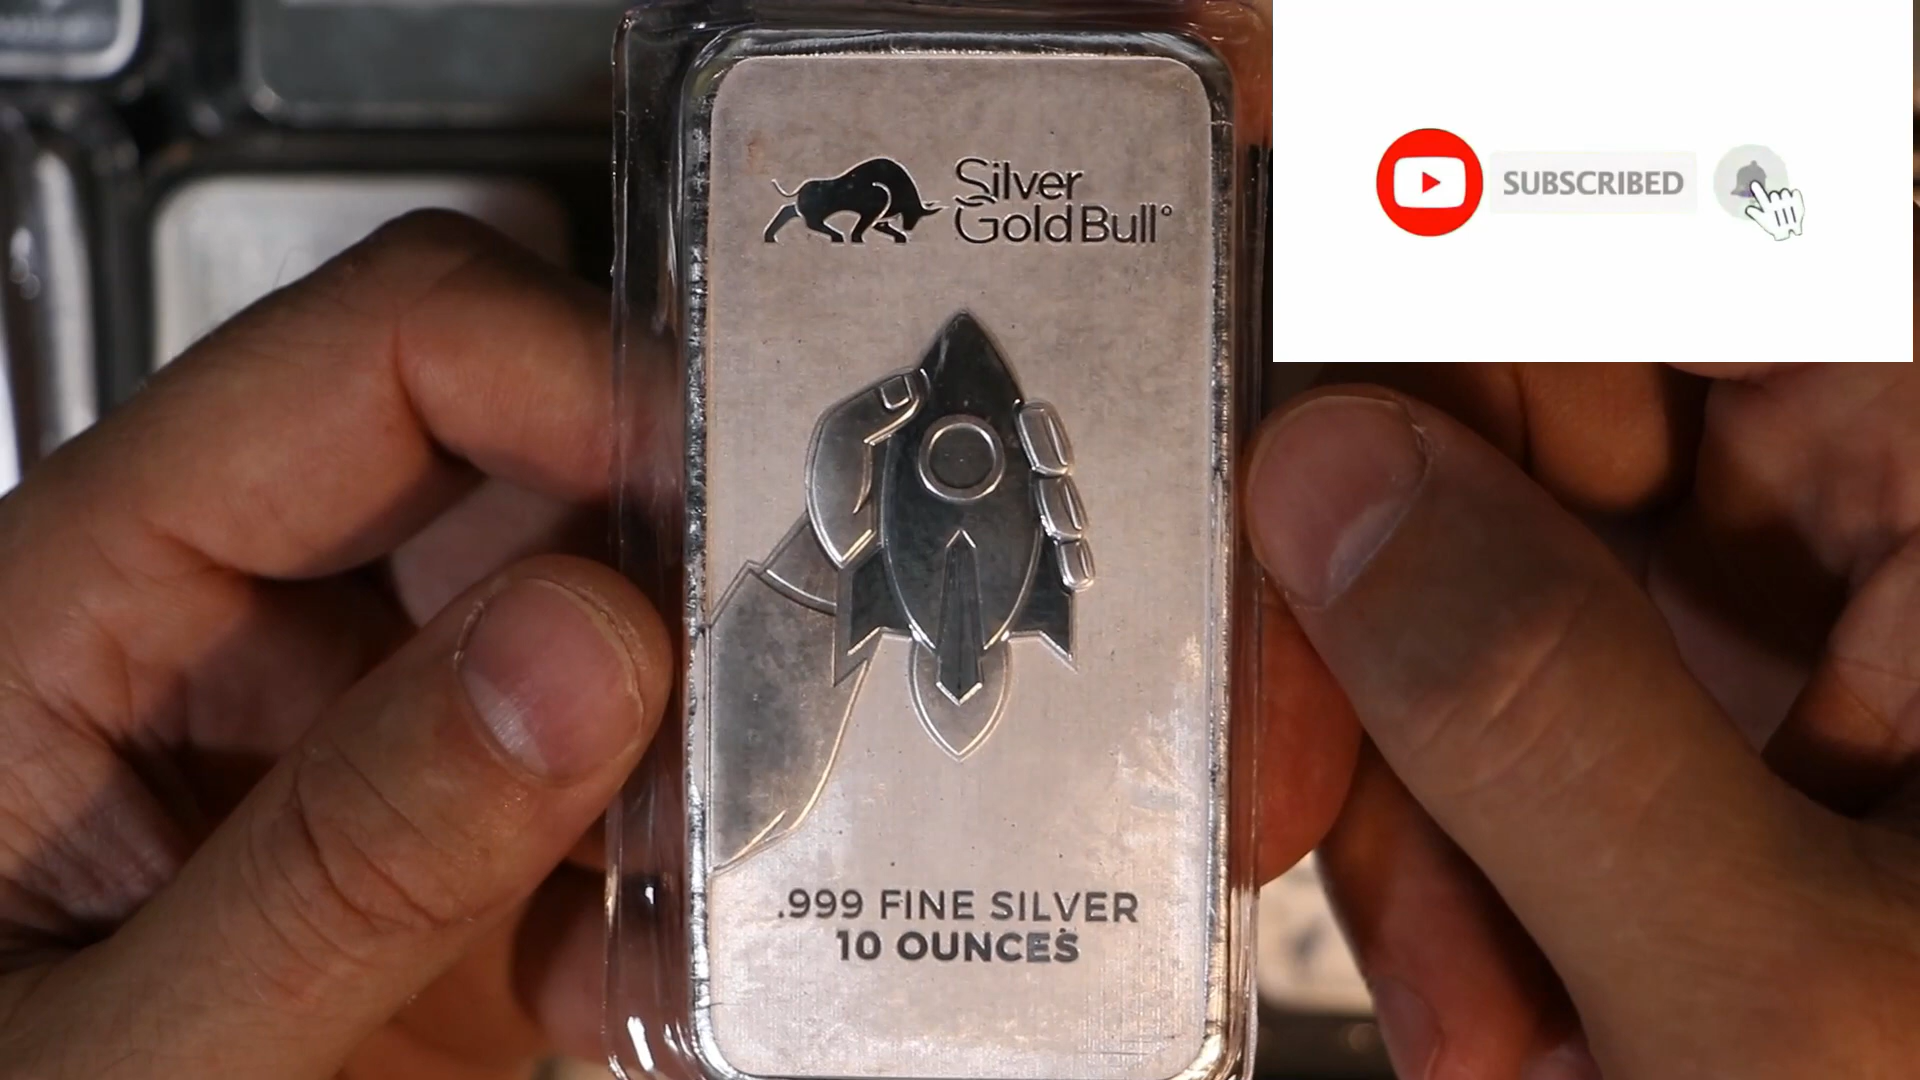 Silver
Gold Bull®
.999 FINE SILVER
10 OUNCES
SUBSCRIBED